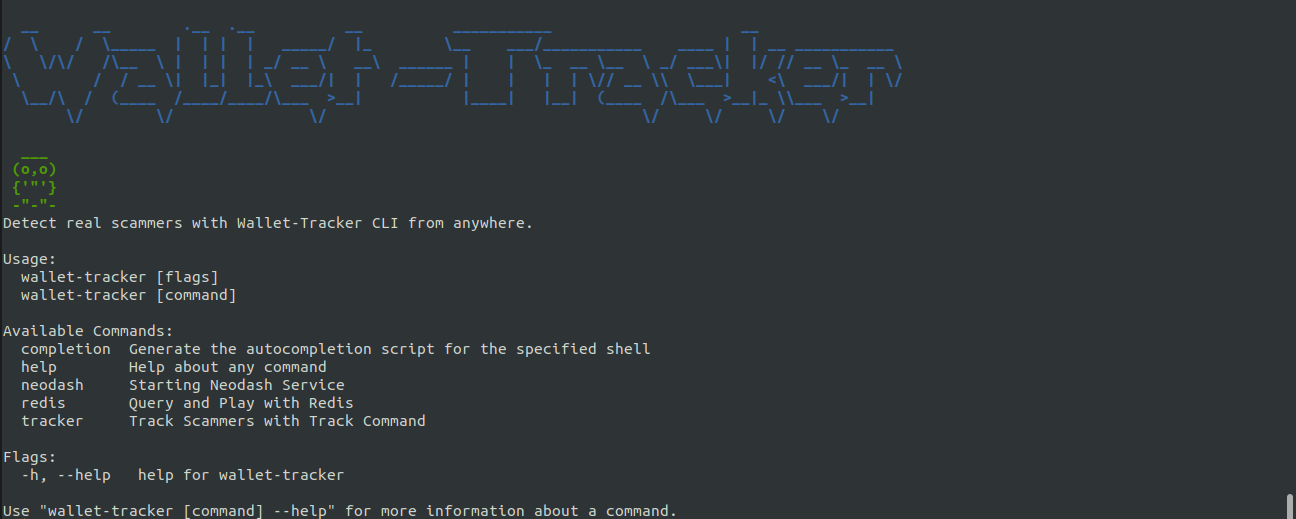 Wallet-Tracker
(o,o)
{'"'}
-"-"-
Detect real scammers with Wallet-Tracker CLI from anywhere.
Usage:
wallet-tracker [flags]
wallet-tracker [command]
Available Commands:
completion  Generate the autocompletion script for the specified shell
help        Help about any command
neodash     Starting Neodash Service
redis       Query and Play with Redis
tracker     Track Scammers with Track Command
Flags:
-h, --help   help for wallet-tracker
Use "wallet-tracker [command] --help" for more information about a command.